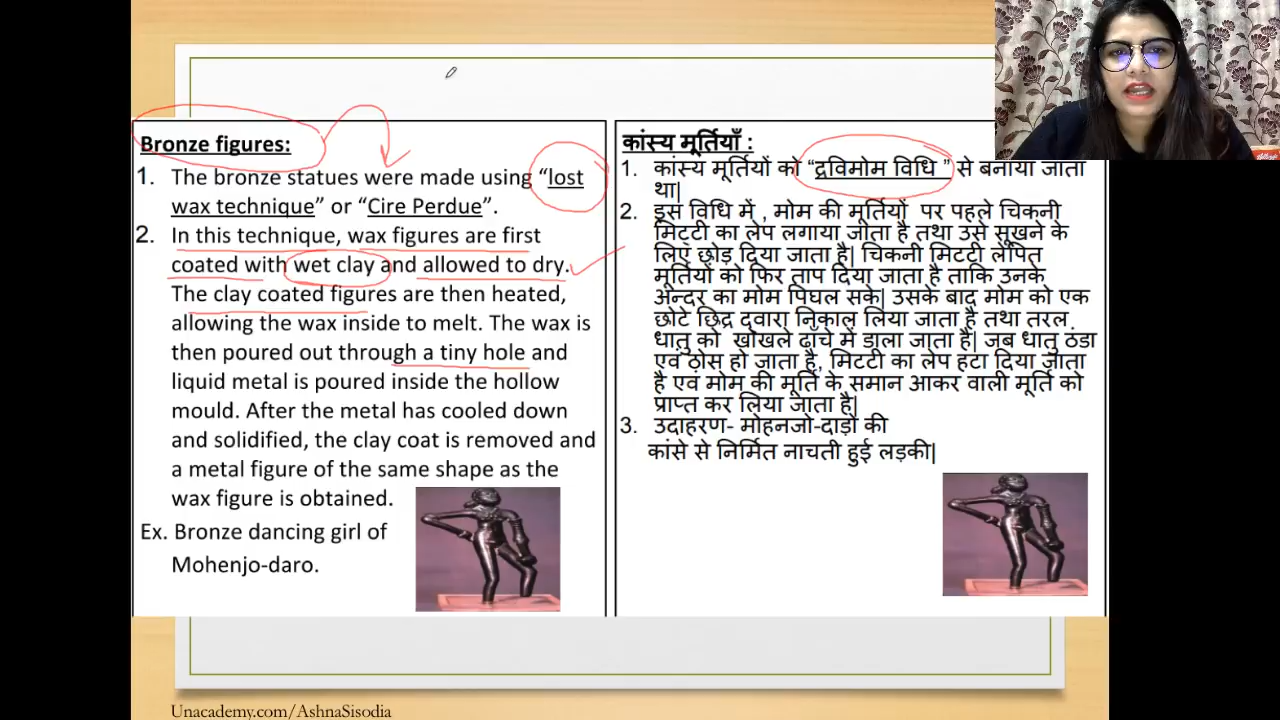 Bronze figures:
1. The bronze statues were made using “lost
wax technique” or “Cire Perdue”.
2. In this technique, wax figures are first
coated with wet clay and allowed to dry.
The clay coated figures are then heated,
allowing the wax inside to melt. The wax is
then poured out through a tiny hole and
liquid metal is poured inside the hollow
mould. After the metal has cooled down
and solidified, the clay coat is removed and
a metal figure of the same shape as the
wax figure is obtained.
Ex. Bronze dancing girl of
Mohenjo-daro.
कांस्य मूर्तियाँ :
1. कांस्य मूर्तियों को “द्रविमोम विधि ” से बनाया जाता
था|
2. इस विधि में , मोम की मूर्तियों पर पहले चिकनी
मिटटी का लेप लगाया जाता है तथा उसे सूखने के
लिए छोड़ दिया जाता है| चिकनी मिटटी लेपित
मूर्तियों को फिर ताप दिया जाता है ताकि उनके
अन्दर का मोम पिघल सके| उसके बाद मोम को एक
छोटे छिद्र द्वारा निकाल लिया जाता है तथा तरल
धातु को खोखले ढाँचे में डाला जाता है| जब धातु ठंडा
एवं ठोस हो जाता है, मिटटी का लेप हटा दिया जाता
है एवं मोम की मूर्ति के समान आकर वाली मूर्ति को
प्राप्त कर लिया जाता है|
3. उदाहरण- मोहनजो-दाड़ो की
कांसे से निर्मित नाचती हुई लड़की|
Unacademy.com/AshnaSisodia